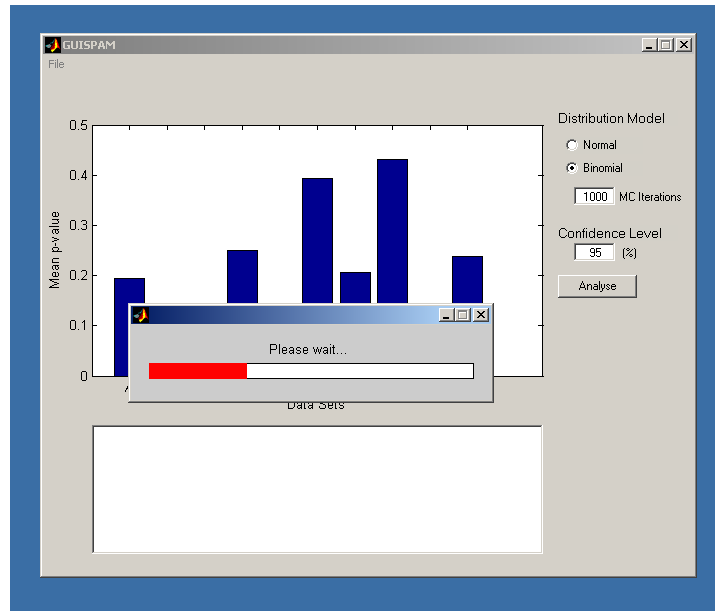 GUISPAM
File
Distribution Model
Normal
Binomial
1000 MC Iterations
Confidence Level
95 (%)
Analyse
0.5
0.4
0.3
0.2
0.1
0
Mean p-value
Please wait...
Data Sets